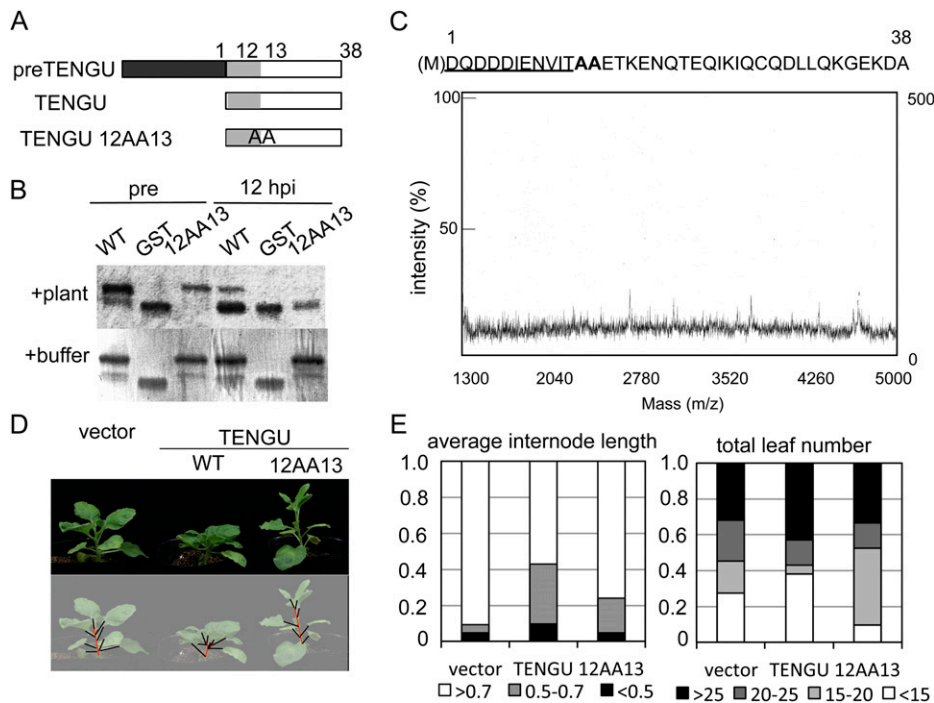 A
1 12 13 38
preTENGU
TENGU
TENGU 12AA13
AA
B
pre 12 hpi
WT GST 12AA13 WT GST 12AA13
+plant
+buffer
C
1 38
(M)DQDDDIENVITAAETKENQTEQIKIQCQDLLQKGEKDA
100 500
50
0
intensity (%)
1300 2040 2780 3520 4260 5000
Mass (m/z)
D
vector TENGU
WT 12AA13
E
average internode length
1.0
0.8
0.6
0.4
0.2
0
vector TENGU 12AA13
>0.7 0.5-0.7 <0.5
total leaf number
1.0
0.8
0.6
0.4
0.2
0
vector TENGU 12AA13
>25 20-25 15-20 <15